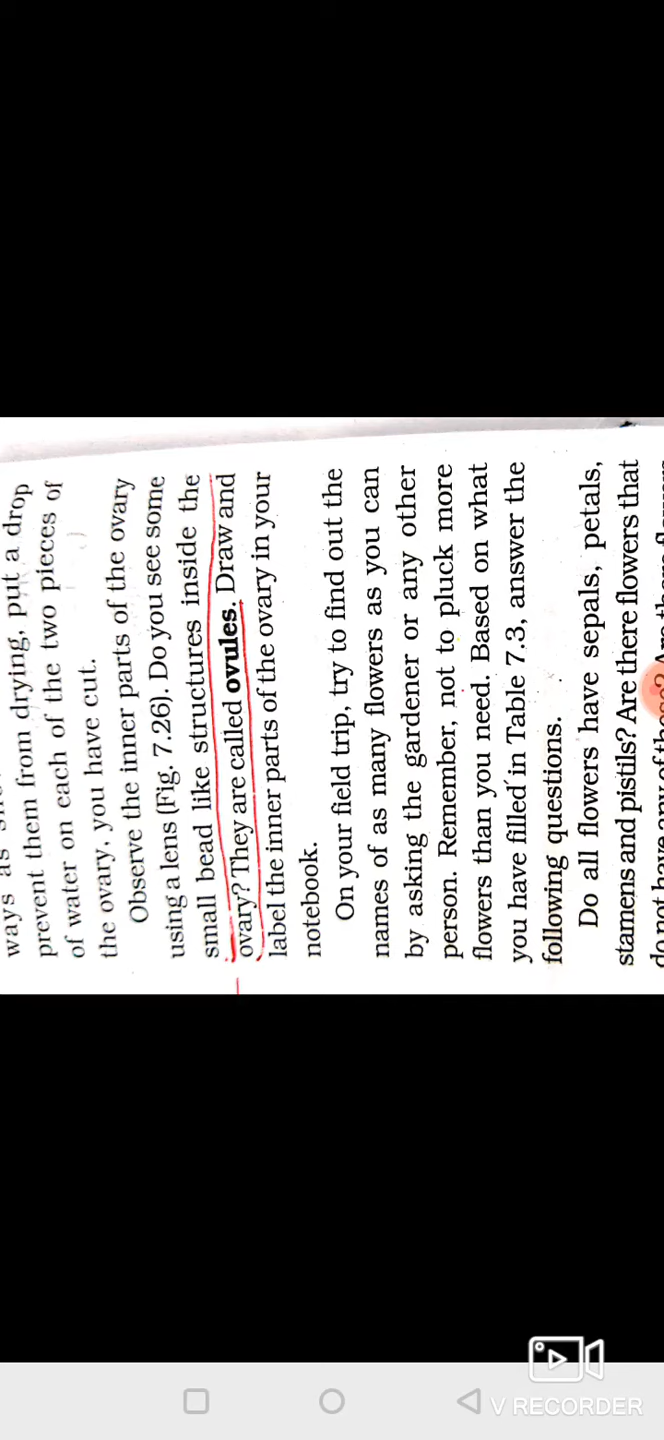 ways as
prevent them from drying, put a drop
of water on each of the two pieces of
the ovary, you have cut.
Observe the inner parts of the ovary
using a lens (Fig. 7.26). Do you see some
small bead like structures inside the
ovary? They are called ovules. Draw and
label the inner parts of the ovary in your
notebook.
On your field trip, try to find out the
names of as many flowers as you can
by asking the gardener or any other
person. Remember, not to pluck more
flowers than you need. Based on what
you have filled in Table 7.3, answer the
following questions.
Do all flowers have sepals, petals,
stamens and pistils? Are there flowers that
do not have any of
V RECORDER